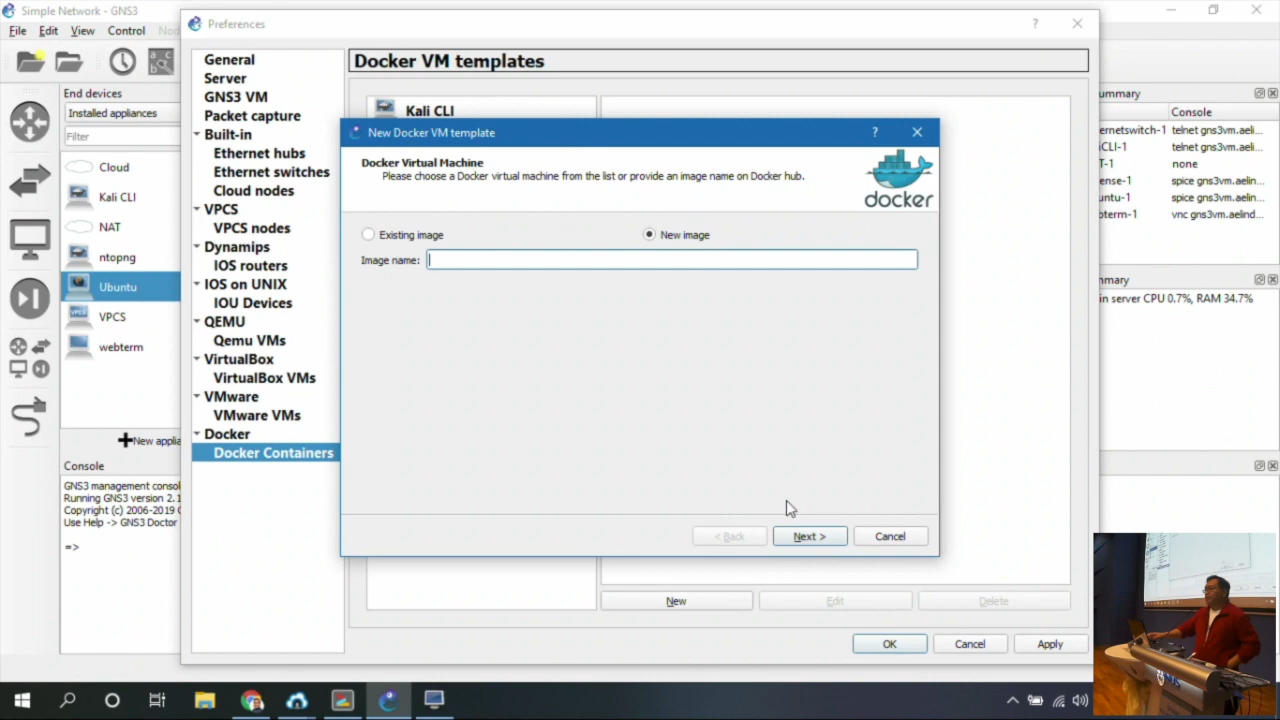 Simple Network - GNS3
File Edit View Control Nod
Preferences
End devices
Installed appliances
Filter
Cloud
Kali CLI
NAT
ntopng
Ubuntu
VPCS
webterm
New applia
Console
GNS3 management consol
Running GNS3 version 2.1
Copyright (c) 2006-2019 G
Use Help -> GNS3 Doctor
=>
General
Server
GNS3 VM
Packet capture
Built-in
Ethernet hubs
Ethernet switches
Cloud nodes
VPCS
VPCS nodes
Dynamips
IOS routers
IOS on UNIX
IOU Devices
QEMU
Qemu VMs
VirtualBox
VirtualBox VMs
VMware
VMware VMs
Docker
Docker Containers
Docker VM templates
Kali CLI
New Docker VM template
Docker Virtual Machine
Please choose a Docker virtual machine from the list or provide an image name on Docker hub.
docker
Existing image New image
Image name:
< Back Next > Cancel
New Edit Delete
OK Cancel Apply
ummary
Console
ernetswitch-1 telnet gns3vm.aeli...
iCLI-1 telnet gns3vm.aeli...
T-1 none
ense-1 spice gns3vm.aeli...
untu-1 spice gns3vm.aeli...
bterm-1 vnc gns3vm.aelind...
mmary
in server CPU 0.7%, RAM 34.7%